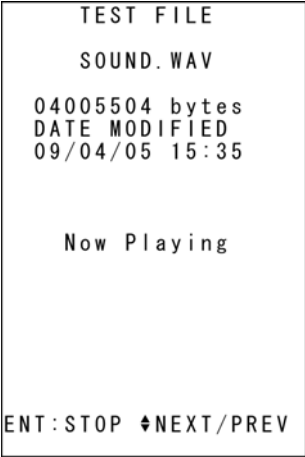 TEST FILE
SOUND.WAV
04005504 bytes
DATE MODIFIED
09/04/05 15:35
Now Playing
ENT:STOP ♦NEXT/PREV